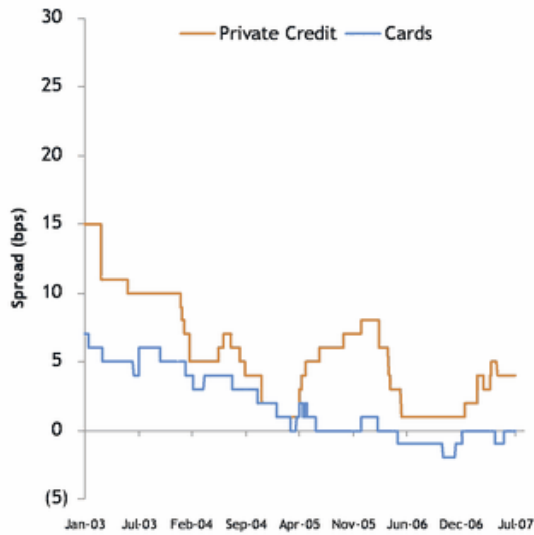 30
Private Credit Cards
25
20
Spread (bps)
15
10
5
0
(5)
Jan-03 Jul-03 Feb-04 Sep-04 Apr-05 Nov-05 Jun-06 Dec-06 Jul-07